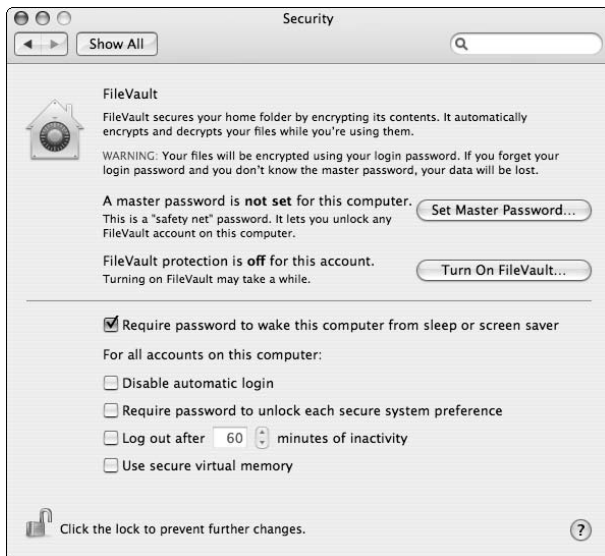 Security
Show All
FileVault
FileVault secures your home folder by encrypting its contents. It automatically
encrypts and decrypts your files while you're using them.
WARNING: Your files will be encrypted using your login password. If you forget your
login password and you don't know the master password, your data will be lost.
A master password is not set for this computer.
This is a "safety net" password. It lets you unlock any
FileVault account on this computer.
Set Master Password...
FileVault protection is off for this account.
Turning on FileVault may take a while.
Turn On FileVault...
Require password to wake this computer from sleep or screen saver
For all accounts on this computer:
Disable automatic login
Require password to unlock each secure system preference
Log out after 60 minutes of inactivity
Use secure virtual memory
Click the lock to prevent further changes.
?